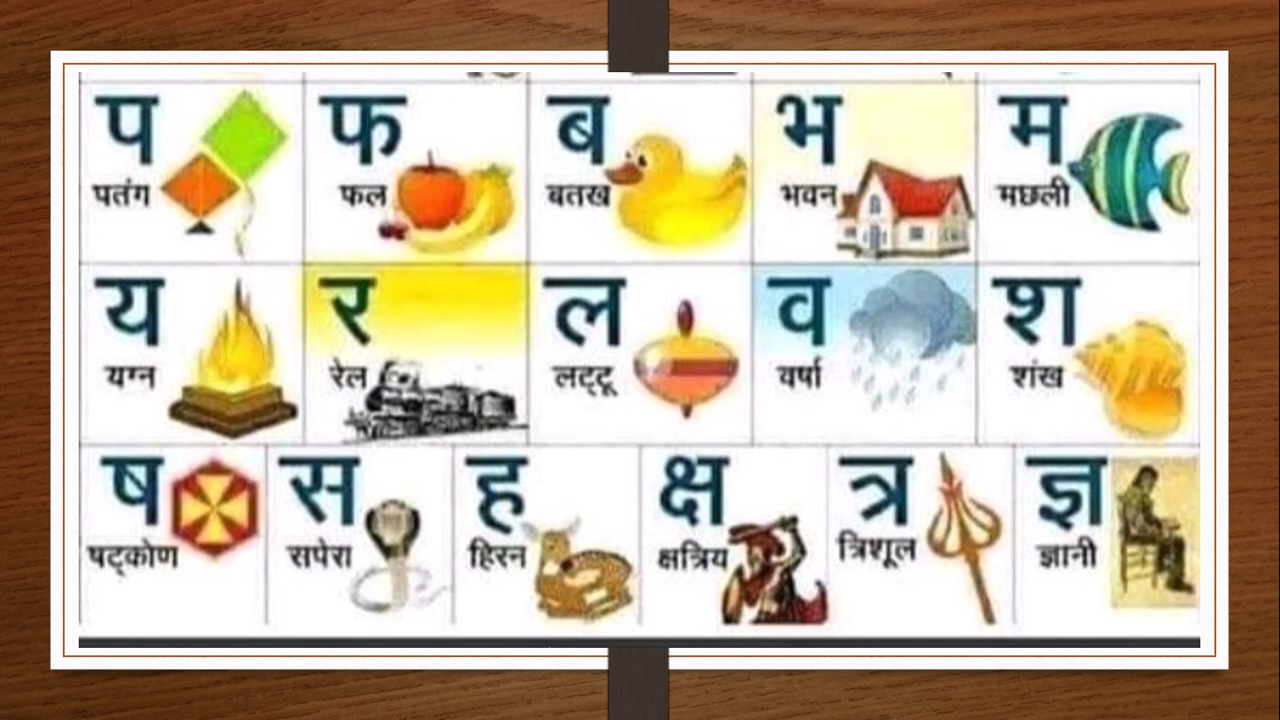 प फ ब भ म
पतंग फल बतख भवन मछली
य र ल व श
यग्न रेल लट्टू वर्षा शंख
ष स ह क्ष त्र ज्ञ
षट्कोण सपेरा हिरन क्षत्रिय त्रिशूल ज्ञानी